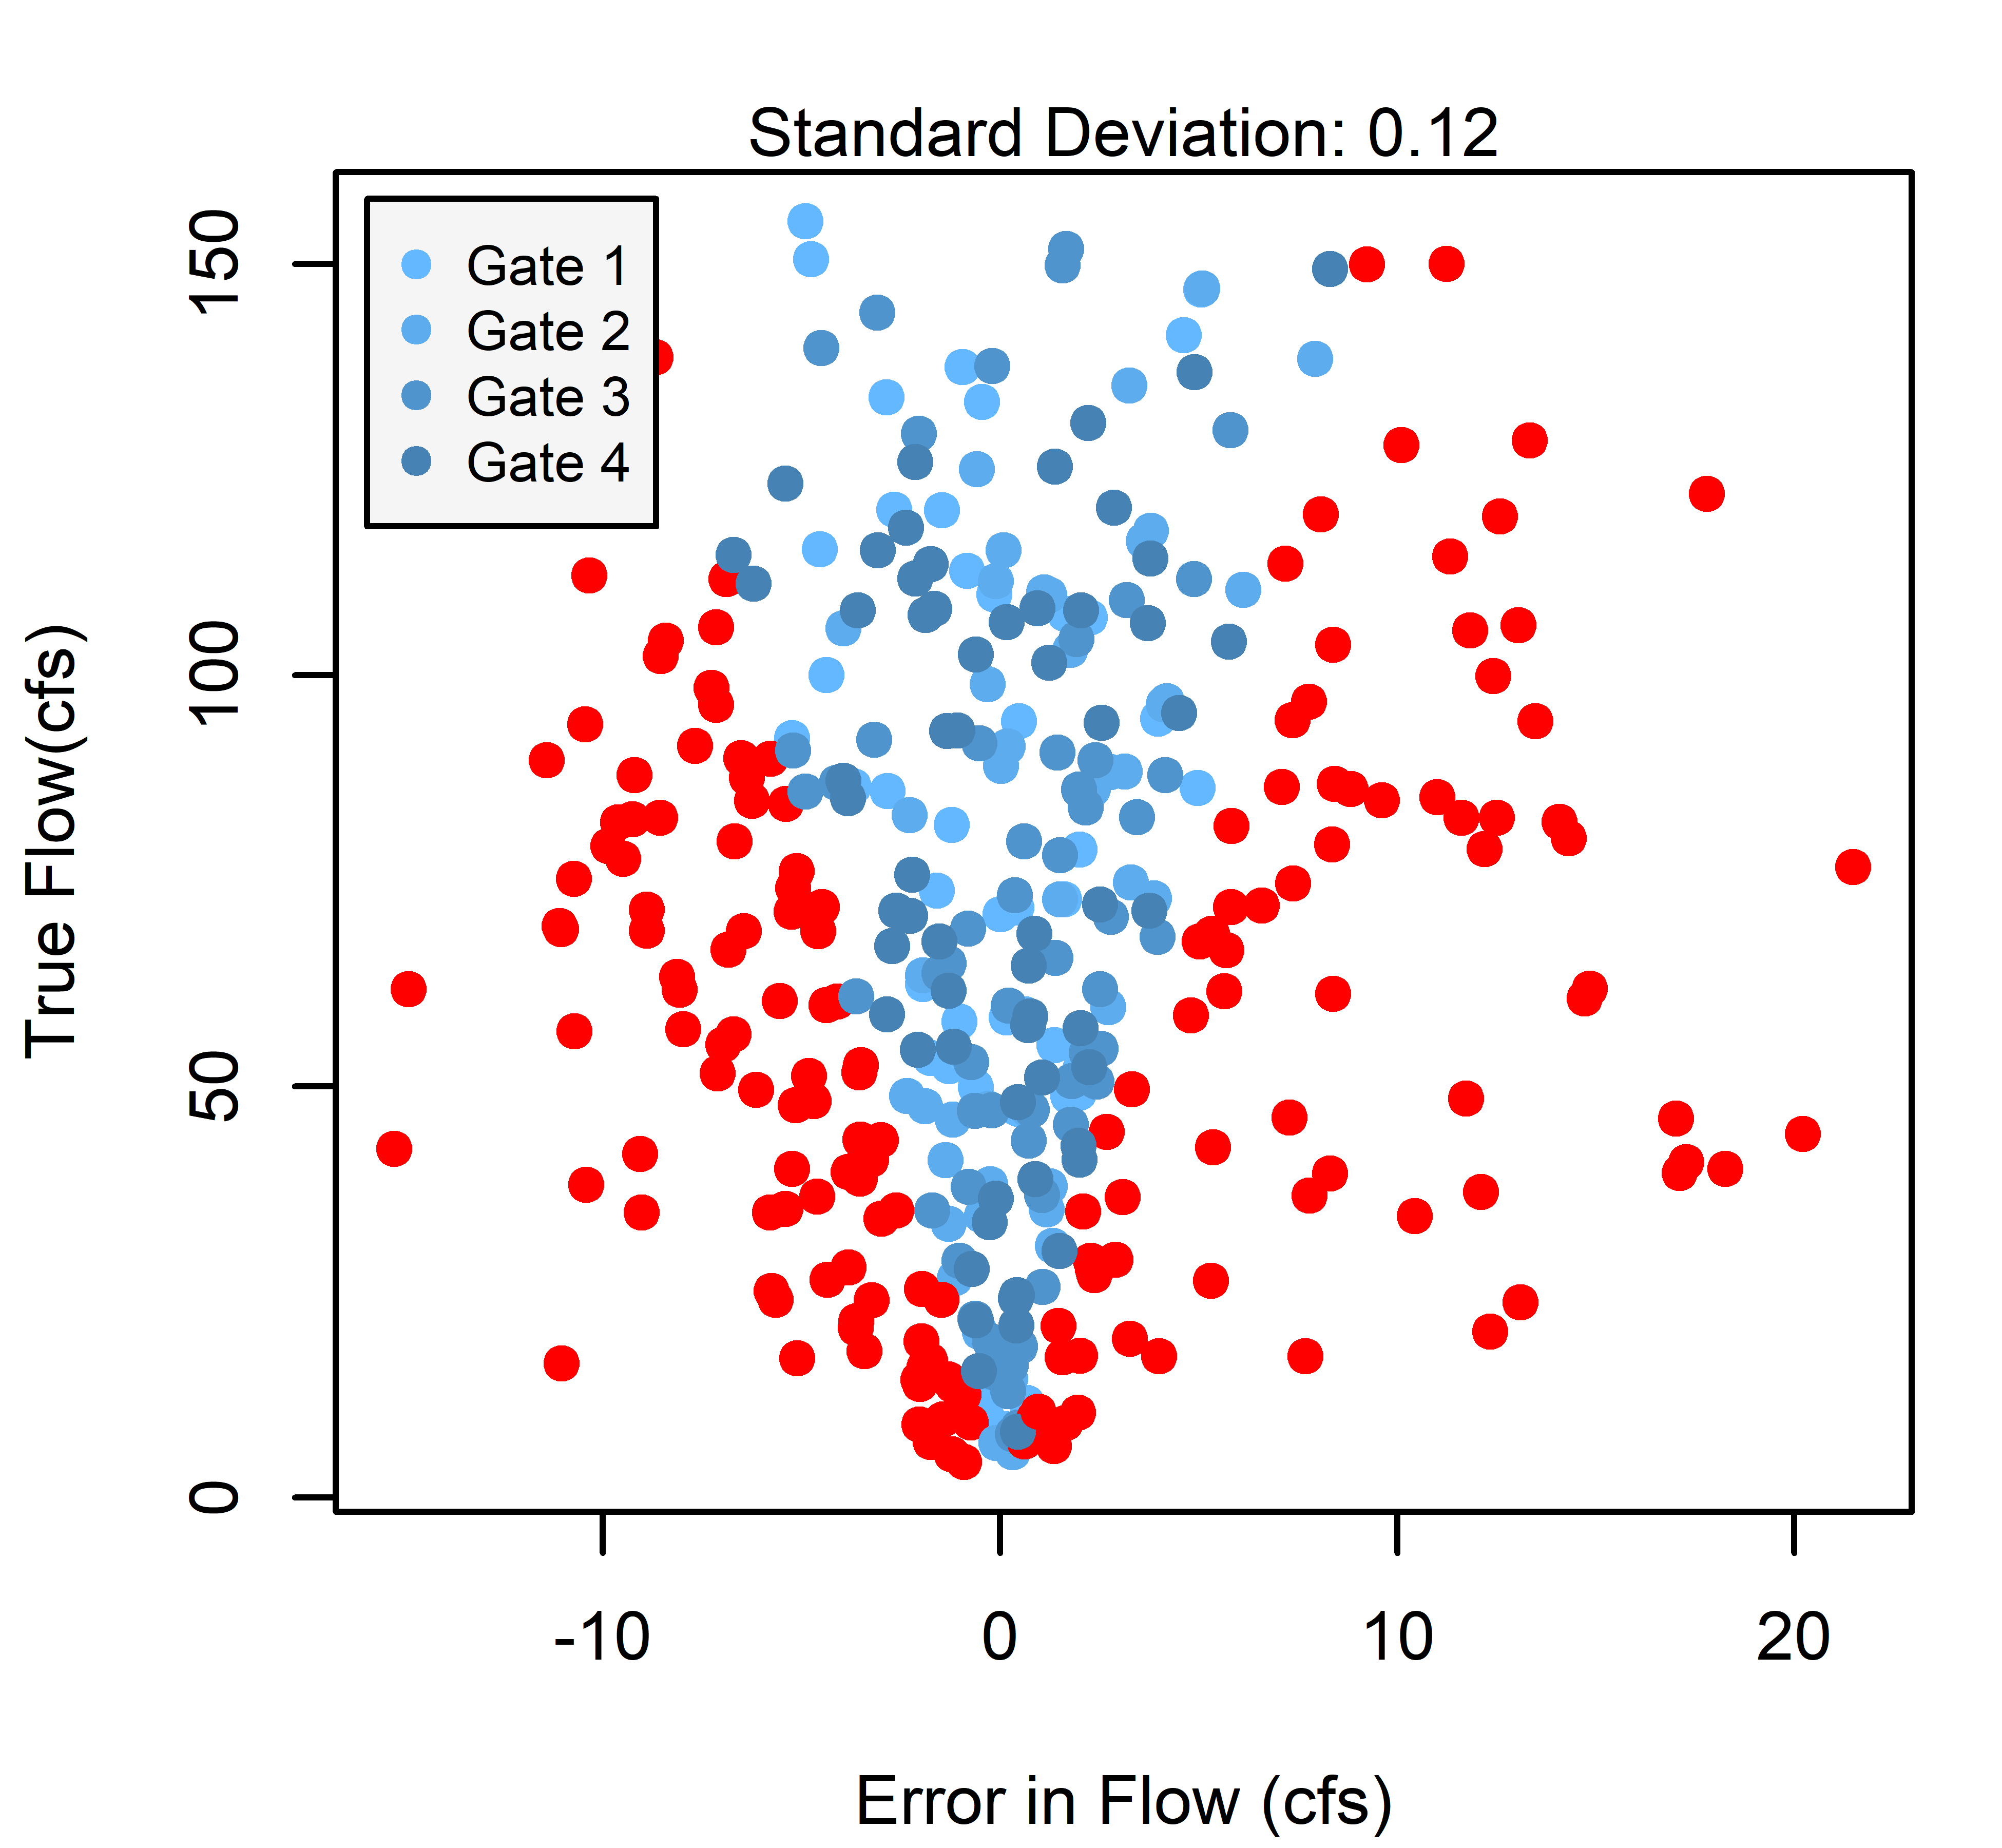 Standard Deviation: 0.12
Gate 1
Gate 2
Gate 3
Gate 4
True Flow(cfs)
150
100
50
0
-10 0 10 20
Error in Flow (cfs)